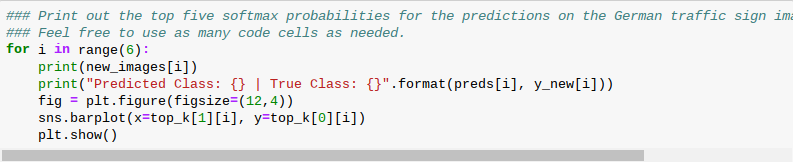 ### Print out the top five softmax probabilities for the predictions on the German traffic sign
### Feel free to use as many code cells as needed.
for i in range(6):
    print(new_images[i])
    print("Predicted Class: {} | True Class: {}".format(preds[i], y_new[i]))
    fig = plt.figure(figsize=(12,4))
    sns.barplot(x=top_k[1][i], y=top_k[0][i])
    plt.show()